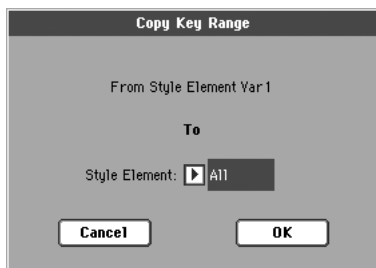 Copy Key Range
From Style Element Var1
To
Style Element: All
Cancel OK